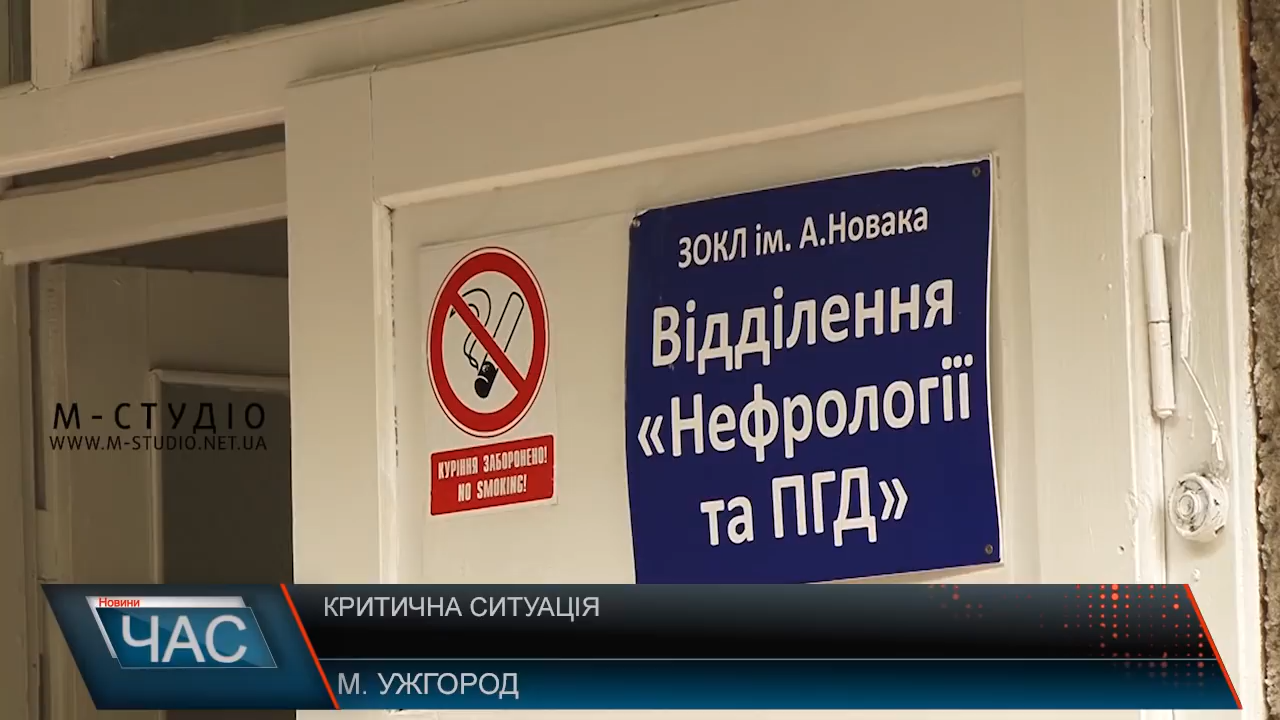 ЗОКЛ ім. А.Новака
Відділення
«Нефрології
та ПГД»
КУРІННЯ ЗАБОРОНЕНО!
NO SMOKING!
М-СТУДІО
WWW.M-STUDIO.NET.UA
Новини
ЧАС
КРИТИЧНА СИТУАЦІЯ
М. УЖГОРОД